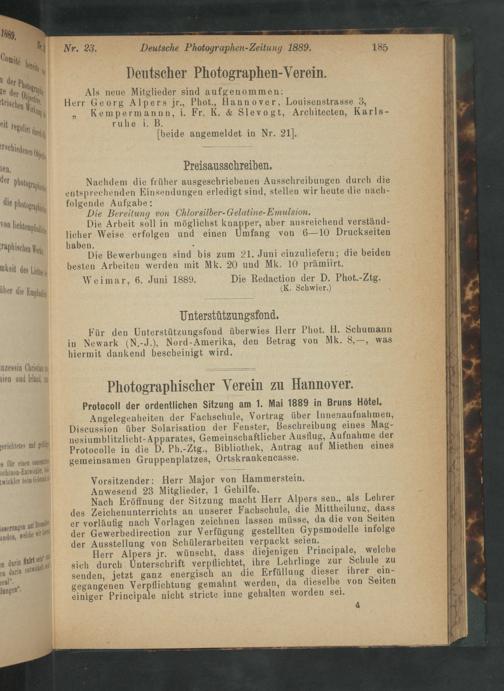 Nr. 23. Deutsche Photographen-Zeitung 1889. 185
Deutscher Photographen-Verein.
Als neue Mitglieder sind aufgenommen:
Herr Georg Alpers jr., Phot., Hannover, Louisenstrasse 3,
„ Kempermann, i. Fr. K. & Slevogt, Architecten, Karls-
ruhe i. B.
[beide angemeldet in Nr. 21].
Preisausschreiben.
Nachdem die früher ausgeschriebenen Ausschreibungen durch die
entsprechenden Einsendungen erledigt sind, stellen wir heute die nach-
folgende Aufgabe:
Die Bereitung von Chlorsilber-Gelatine-Emulsion.
Die Arbeit soll in möglichst knapper, aber ausreichend verständ-
licher Weise erfolgen und einen Umfang von 6—10 Druckseiten
haben.
Die Bewerbungen sind bis zum 21. Juni einzuliefern; die beiden
besten Arbeiten werden mit Mk. 20 und Mk. 10 prämiirt.
Weimar, 6. Juni 1889. Die Redaction der D. Phot.-Ztg.
(K. Schwier.)
Unterstützungsfond.
Für den Unterstützungsfond überwies Herr Phot. H. Schumann
in Newark (N.-J.), Nord-Amerika, den Betrag von Mk. 8,—, was
hiermit dankend bescheinigt wird.
Photographischer Verein zu Hannover.
Protocoll der ordentlichen Sitzung am 1. Mai 1889 in Bruns Hôtel.
Angelegenheiten der Fachschule, Vortrag über Innenaufnahmen,
Discussion über Solarisation der Fenster, Beschreibung eines Mag-
nesiumblitzlicht-Apparates, Gemeinschaftlicher Ausflug, Aufnahme der
Protocolle in die D. Ph.-Ztg., Bibliothek, Antrag auf Miethen eines
gemeinsamen Gruppenplatzes, Ortskrankencasse.
Vorsitzender: Herr Major von Hammerstein.
Anwesend 23 Mitglieder, 1 Gehilfe.
Nach Eröffnung der Sitzung macht Herr Alpers sen., als Lehrer
des Zeichenunterrichts an unserer Fachschule, die Mittheilung, dass
er vorläufig nach Vorlagen zeichnen lassen müsse, da die von Seiten
der Gewerbedirection zur Verfügung gestellten Gypsmodelle infolge
der Ausstellung von Schülerarbeiten verpackt seien.
Herr Alpers jr. wünscht, dass diejenigen Principale, welche
sich durch Unterschrift verpflichtet, ihre Lehrlinge zur Schule zu
senden, jetzt ganz energisch an die Erfüllung dieser ihrer ein-
gegangenen Verpflichtung gemahnt werden, da dieselbe von Seiten
einiger Principale nicht stricte inne gehalten worden sei.
4